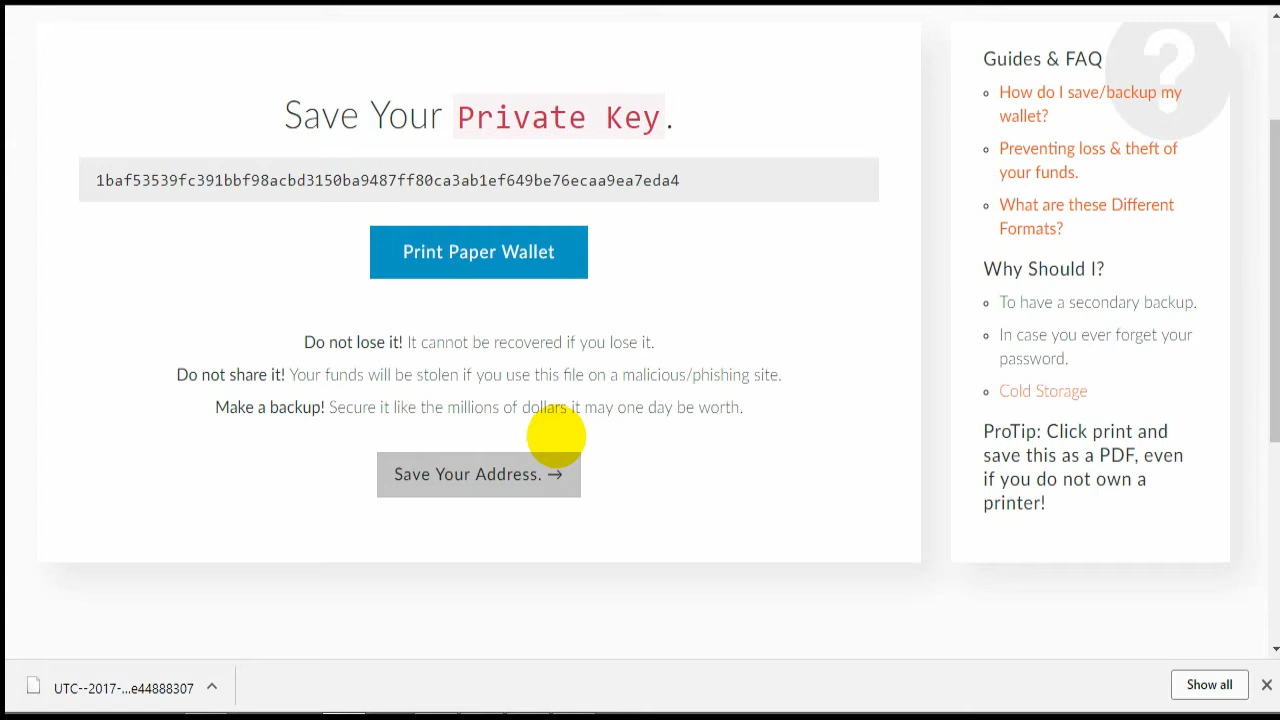 Save Your Private Key.
1baf53539fc391bbf98acbd3150ba9487ff80ca3ab1ef649be76ecaa9ea7eda4
Print Paper Wallet
Do not lose it! It cannot be recovered if you lose it.
Do not share it! Your funds will be stolen if you use this file on a malicious/phishing site.
Make a backup! Secure it like the millions of dollars it may one day be worth.
Save Your Address. →
Guides & FAQ
How do I save/backup my
wallet?
Preventing loss & theft of
your funds.
What are these Different
Formats?
Why Should I?
To have a secondary backup.
In case you ever forget your
password.
Cold Storage
ProTip: Click print and
save this as a PDF, even
if you do not own a
printer!
?
UTC--2017-...e44888307
Show all